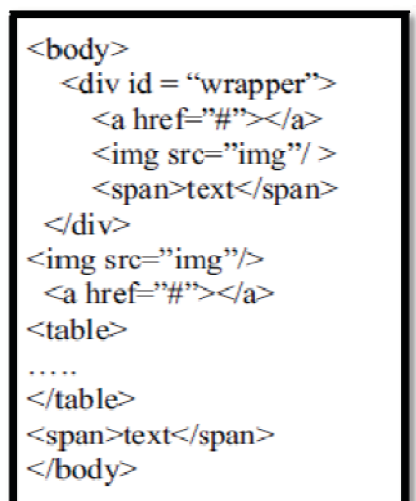 <body>
<div id = “wrapper”>
<a href=”#”></a>
<img src=”img”/ >
<span>text</span>
</div>
<img src=”img”/>
<a href=”#”></a>
<table>
.....
</table>
<span>text</span>
</body>